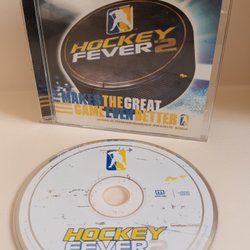 HOCKEY
FEVER 2
MAKES THE GREAT
GAME EVEN BETTER
HOCKEY
FEVER 2